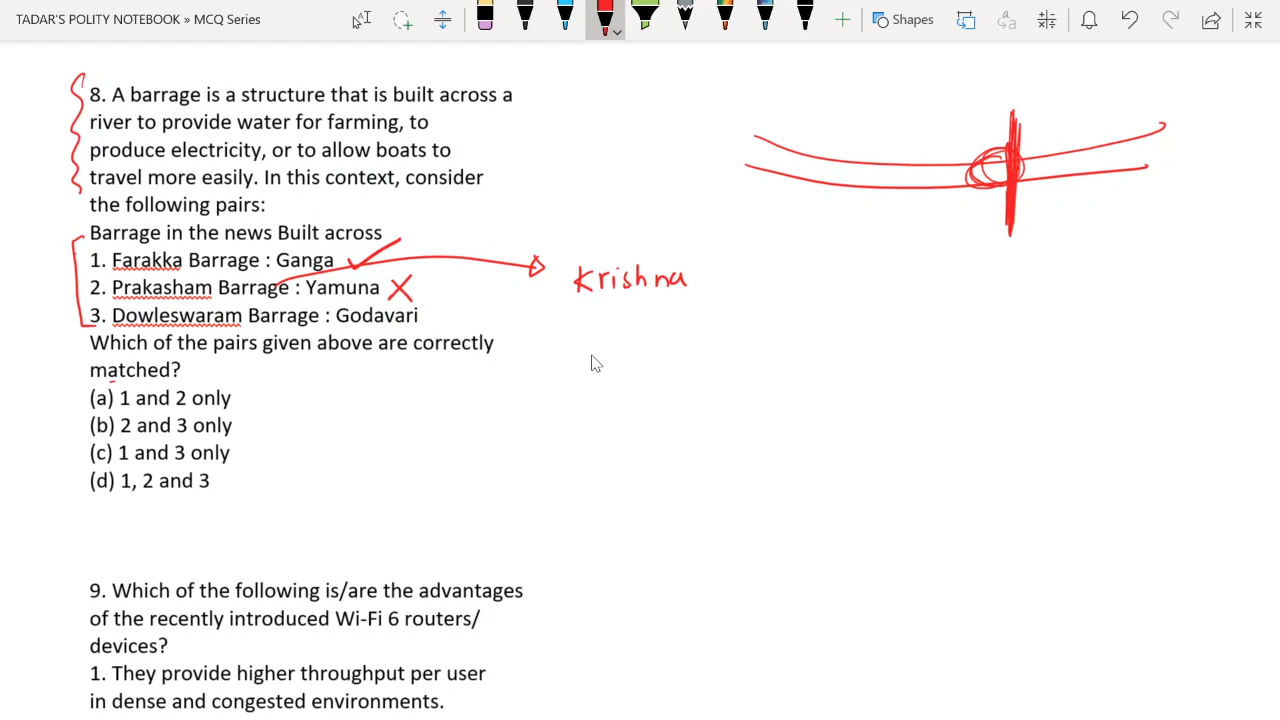 TADAR'S POLITY NOTEBOOK » MCQ Series
Shapes
8. A barrage is a structure that is built across a
river to provide water for farming, to
produce electricity, or to allow boats to
travel more easily. In this context, consider
the following pairs:
Barrage in the news Built across
1. Farakka Barrage : Ganga
2. Prakasham Barrage : Yamuna
Krishna
3. Dowleswaram Barrage : Godavari
Which of the pairs given above are correctly
matched?
(a) 1 and 2 only
(b) 2 and 3 only
(c) 1 and 3 only
(d) 1, 2 and 3
9. Which of the following is/are the advantages
of the recently introduced Wi-Fi 6 routers/
devices?
1. They provide higher throughput per user
in dense and congested environments.